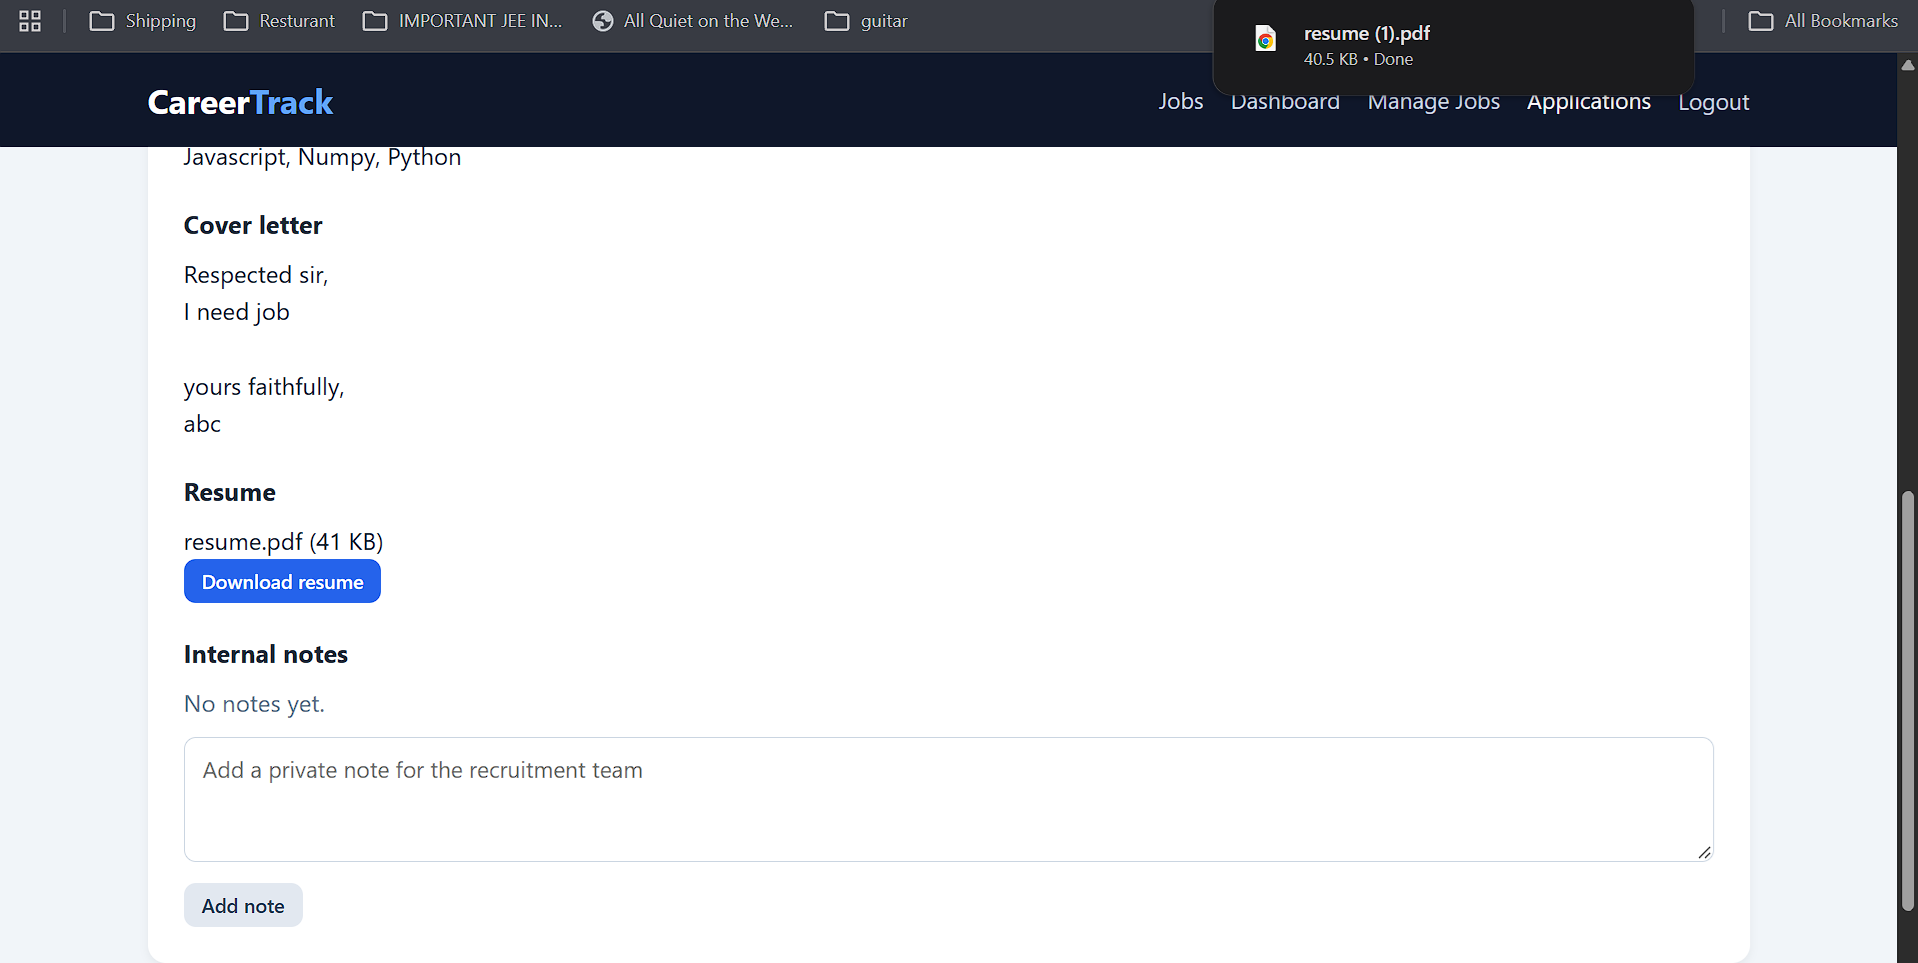 Shipping
Resturant
IMPORTANT JEE IN...
All Quiet on the We...
guitar
All Bookmarks
resume (1).pdf
40.5 KB • Done
CareerTrack
Jobs
Dashboard
Manage Jobs
Applications
Logout
Javascript, Numpy, Python
Cover letter
Respected sir,
I need job
yours faithfully,
abc
Resume
resume.pdf (41 KB)
Download resume
Internal notes
No notes yet.
Add a private note for the recruitment team
Add note